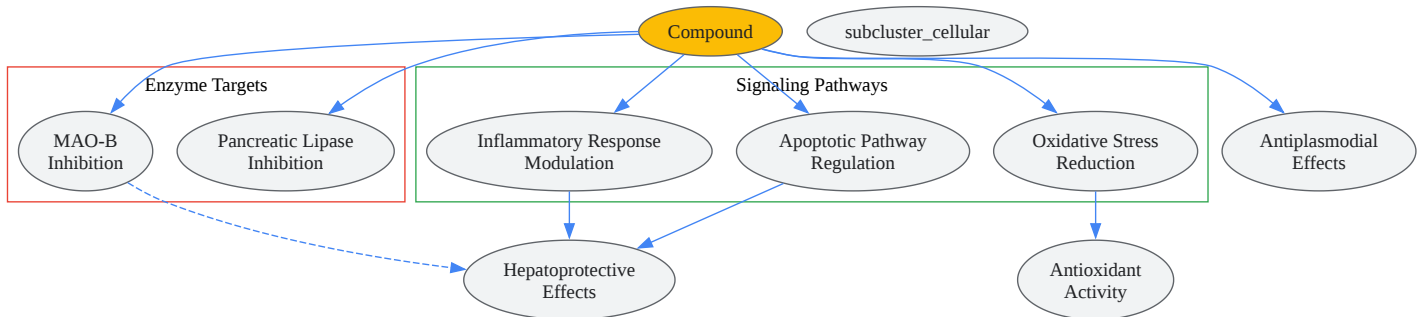 Compound
subcluster_cellular
Enzyme Targets
Signaling Pathways
MAO-B
Inhibition
Pancreatic Lipase
Inhibition
Inflammatory Response
Modulation
Apoptotic Pathway
Regulation
Oxidative Stress
Reduction
Antiplasmodial
Effects
Hepatoprotective
Effects
Antioxidant
Activity